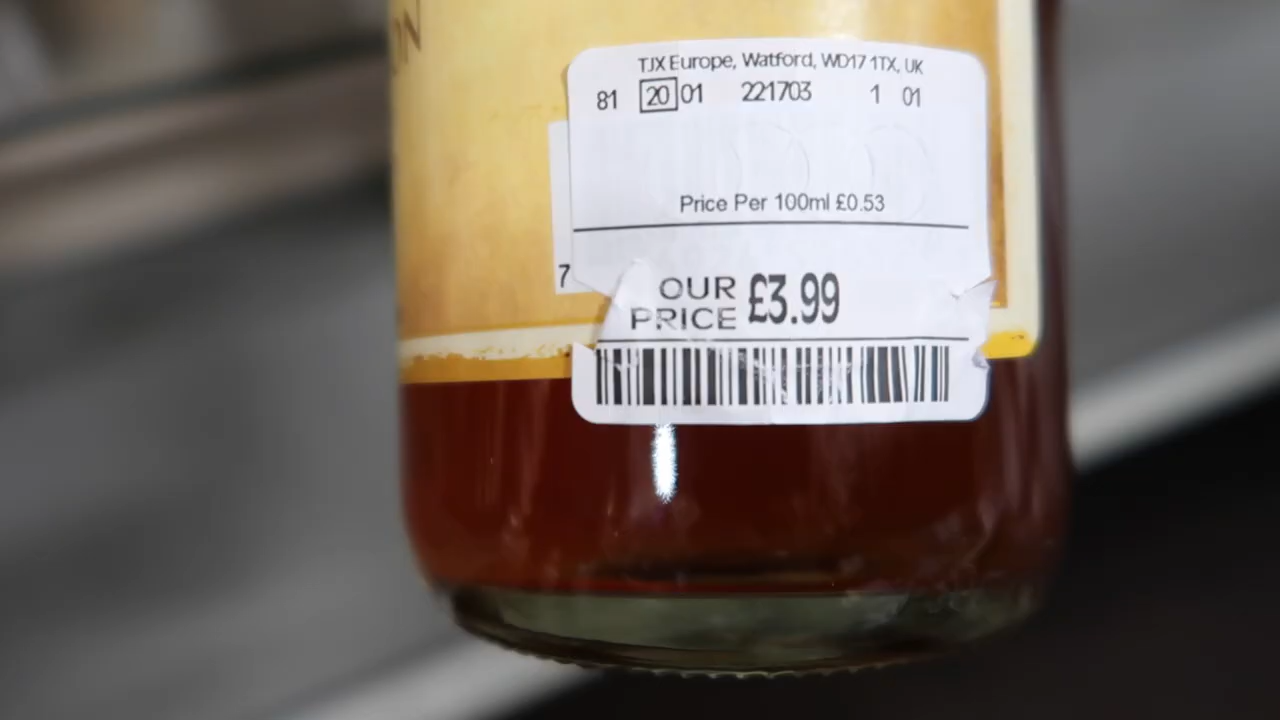 TJX Europe, Watford, WD17 1TX, UK
81 20 01 221703 1 01
Price Per 100ml £0.53
7
OUR PRICE £3.99